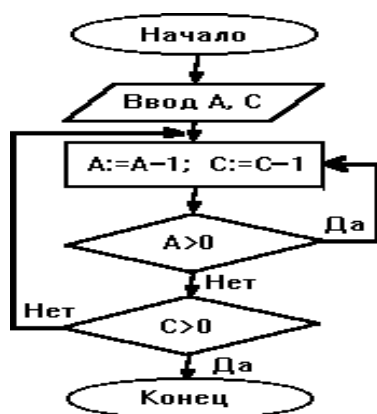 Начало
Ввод А, С
А:=А−1; С:=С−1
А>0
Да
Нет
Нет
С>0
Да
Конец